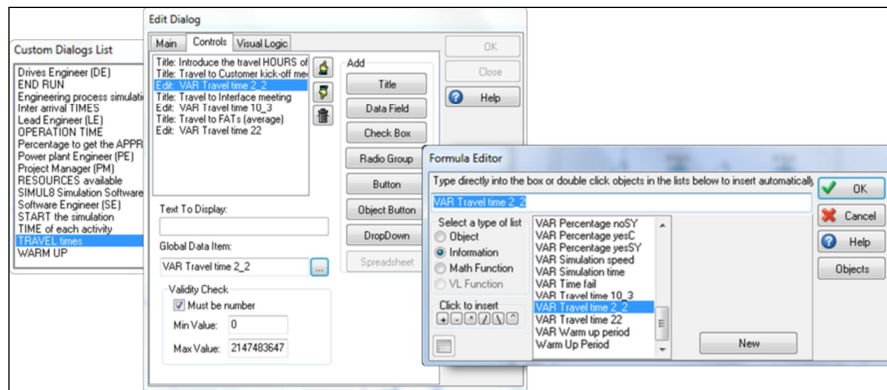 Custom Dialogs List
Drives Engineer (DE)
END RUN
Engineering process simulati
Inter arrival TIMES
Lead Engineer (LE)
OPERATION TIME
Percentage to get the APPR
Power plant Engineer (PE)
Project Manager (PM)
RESOURCES available
SIMUL8 Simulation Software
Software Engineer (SE)
START the simulation
TIME of each activity
TRAVEL times
WARM UP
Edit Dialog
Main Controls Visual Logic
Title: Introduce the travel HOURS of
Title: Travel to Customer kick-off mee
Edit: VAR Travel time 2_2
Title: Travel to Interface meeting
Edit: VAR Travel time 10_3
Title: Travel to FATs (average)
Edit: VAR Travel time 22
Text To Display:
Global Data Item:
VAR Travel time 2_2
...
Validity Check
Must be number
Min Value: 0
Max Value: 2147483647
Add
Title
Data Field
Check Box
Radio Group
Button
Object Button
DropDown
Spreadsheet
OK
Close
Help
Formula Editor
Type directly into the box or double click objects in the lists below to insert automatically
VAR Travel time 2_2
Select a type of list
Object
Information
Math Function
VL Function
Click to insert
+ - * / \ ^
VAR Percentage noSY
VAR Percentage yesC
VAR Percentage yesSY
VAR Simulation speed
VAR Simulation time
VAR Time fail
VAR Travel time 10_3
VAR Travel time 2_2
VAR Travel time 22
VAR Warm up period
Warm Up Period
New
OK
Cancel
Help
Objects